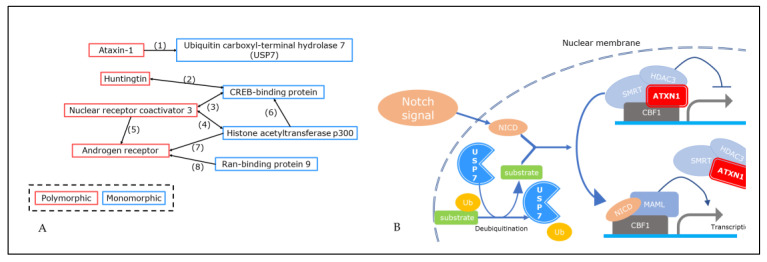 Ataxin-1
(1)
Ubiquitin carboxyl-terminal hydrolase 7
(USP7)
Huntingtin
(2)
CREB-binding protein
(3)
Nuclear receptor coactivator 3
(6)
(4)
(5)
Histone acetyltransferase p300
(7)
Androgen receptor
(8)
Ran-binding protein 9
Polymorphic
Monomorphic
A
Nuclear membrane
Notch
signal
NICD
USP7
substrate
USP7
Ub
substrate
Deubiquitination
Ub
B
SMRT
HDAC3
ATXN1
CBF1
SMRT
HDAC3
ATXN1
NICD
MAML
CBF1
Transcriptio